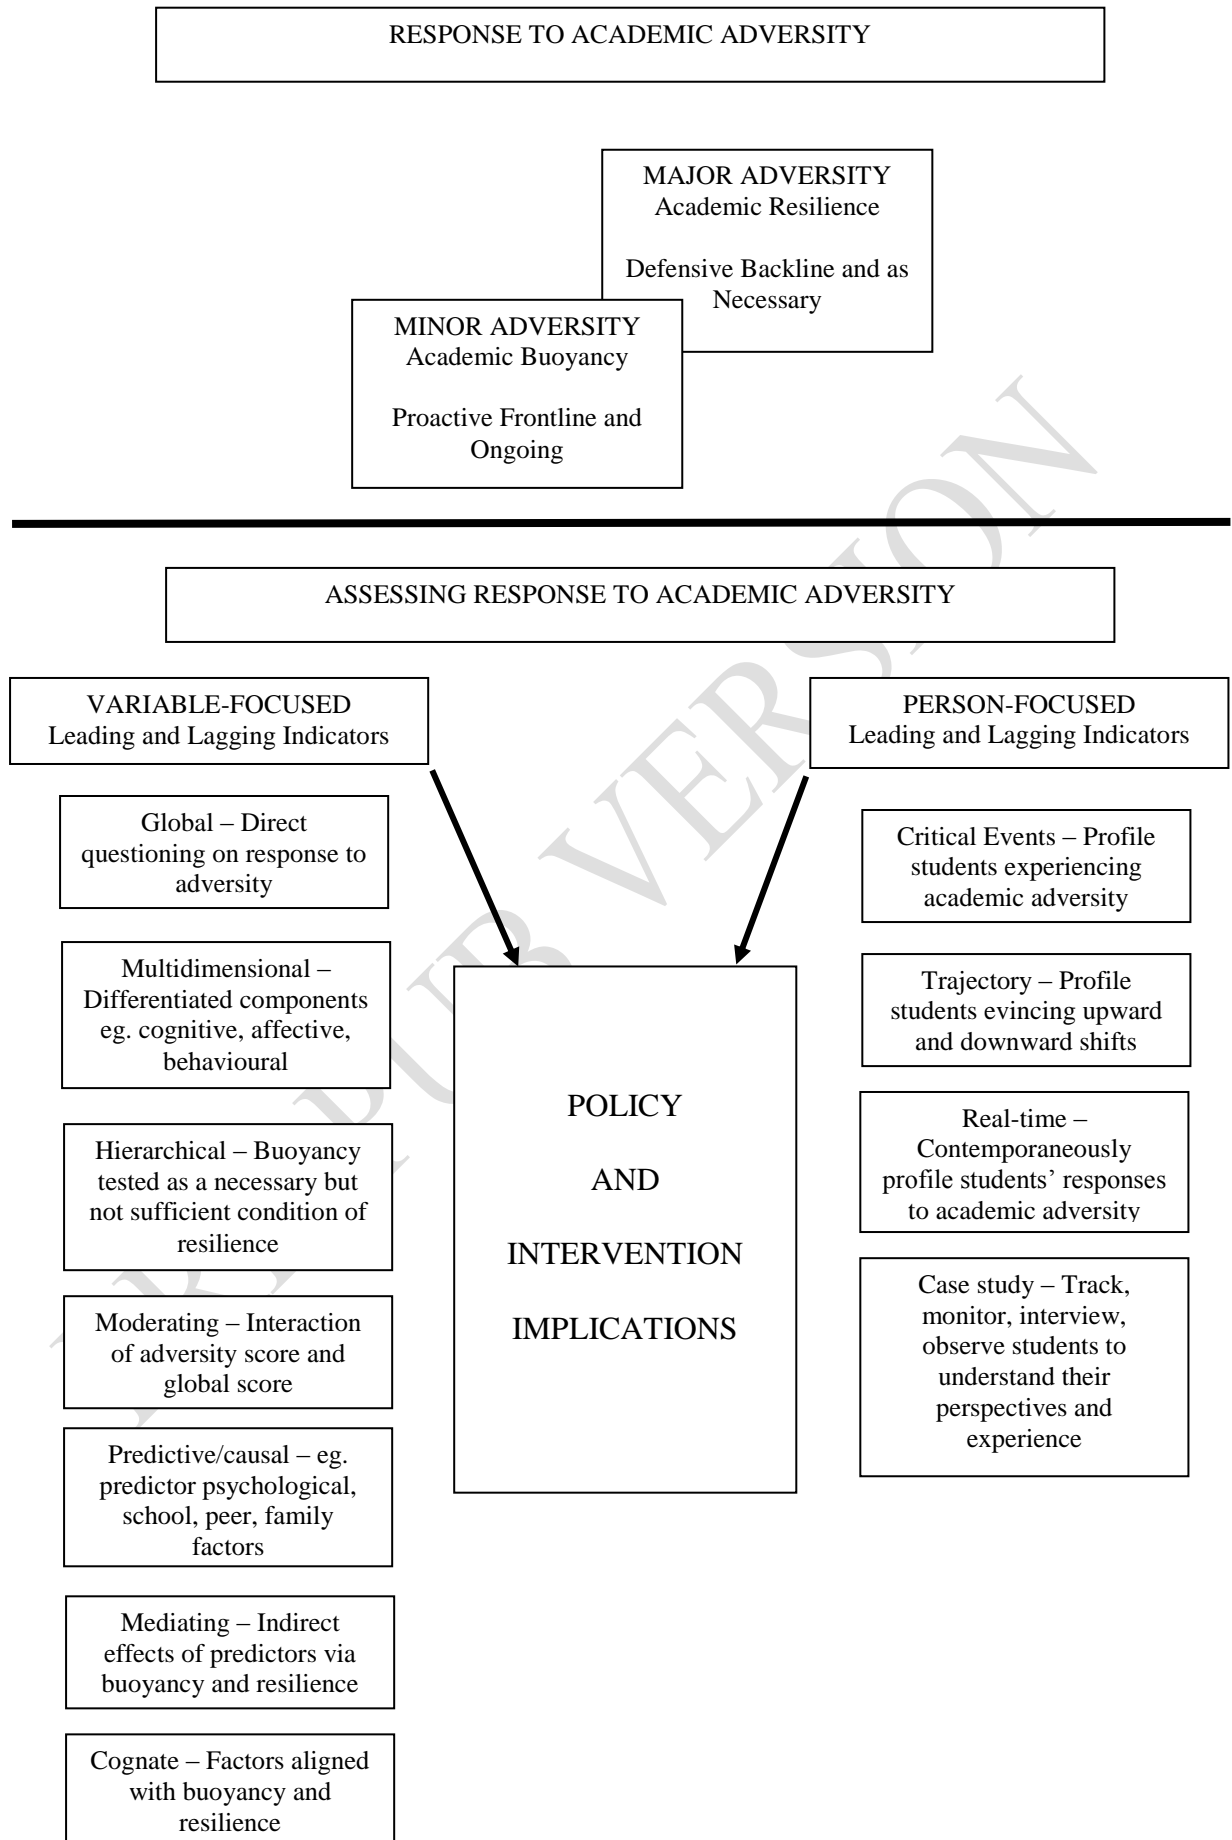 RESPONSE TO ACADEMIC ADVERSITY
MAJOR ADVERSITY
Academic Resilience
Defensive Backline and as
Necessary
MINOR ADVERSITY
Academic Buoyancy
Proactive Frontline and
Ongoing
ASSESSING RESPONSE TO ACADEMIC ADVERSITY
VARIABLE-FOCUSED
Leading and Lagging Indicators
PERSON-FOCUSED
Leading and Lagging Indicators
Global – Direct
questioning on response to
adversity
Multidimensional –
Differentiated components
eg. cognitive, affective,
behavioural
Hierarchical – Buoyancy
tested as a necessary but
not sufficient condition of
resilience
Moderating – Interaction
of adversity score and
global score
Predictive/causal – eg.
predictor psychological,
school, peer, family
factors
Mediating – Indirect
effects of predictors via
buoyancy and resilience
Cognate – Factors aligned
with buoyancy and
resilience
POLICY
AND
INTERVENTION
IMPLICATIONS
Critical Events – Profile
students experiencing
academic adversity
Trajectory – Profile
students evincing upward
and downward shifts
Real-time –
Contemporaneously
profile students’ responses
to academic adversity
Case study – Track,
monitor, interview,
observe students to
understand their
perspectives and
experience
VERSION